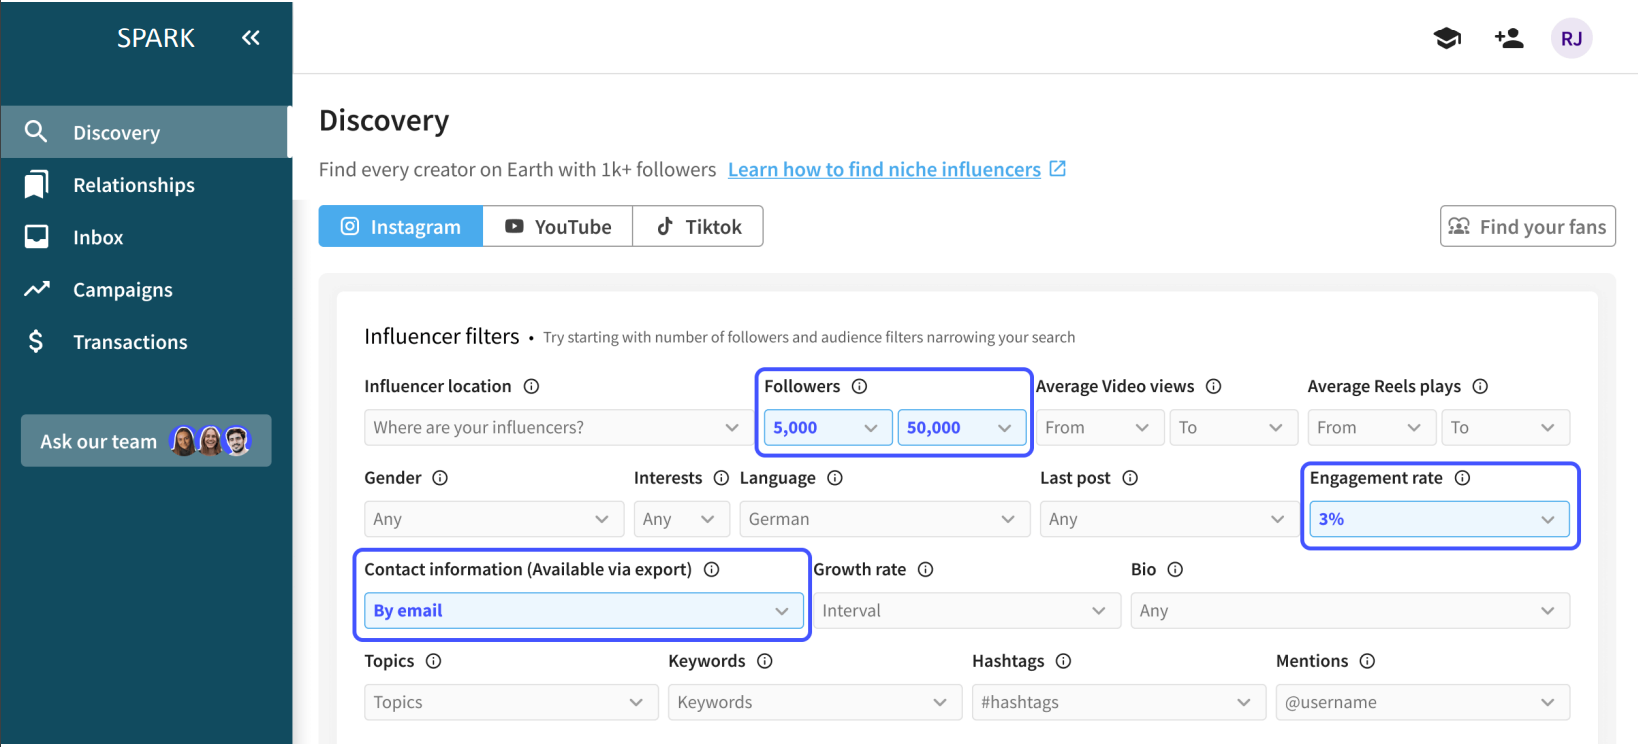 SPARK
RJ
Discovery
Relationships
Inbox
Campaigns
Transactions
Ask our team
Discovery
Find every creator on Earth with 1k+ followers Learn how to find niche influencers
Instagram YouTube Tiktok Find your fans
Influencer filters • Try starting with number of followers and audience filters narrowing your search
Influencer location Followers Average Video views Average Reels plays
Where are your influencers? 5,000 50,000 From To From To
Gender Interests Language Last post Engagement rate
Any Any German Any 3%
Contact information (Available via export) Growth rate Bio
By email Interval Any
Topics Keywords Hashtags Mentions
Topics Keywords #hashtags @username